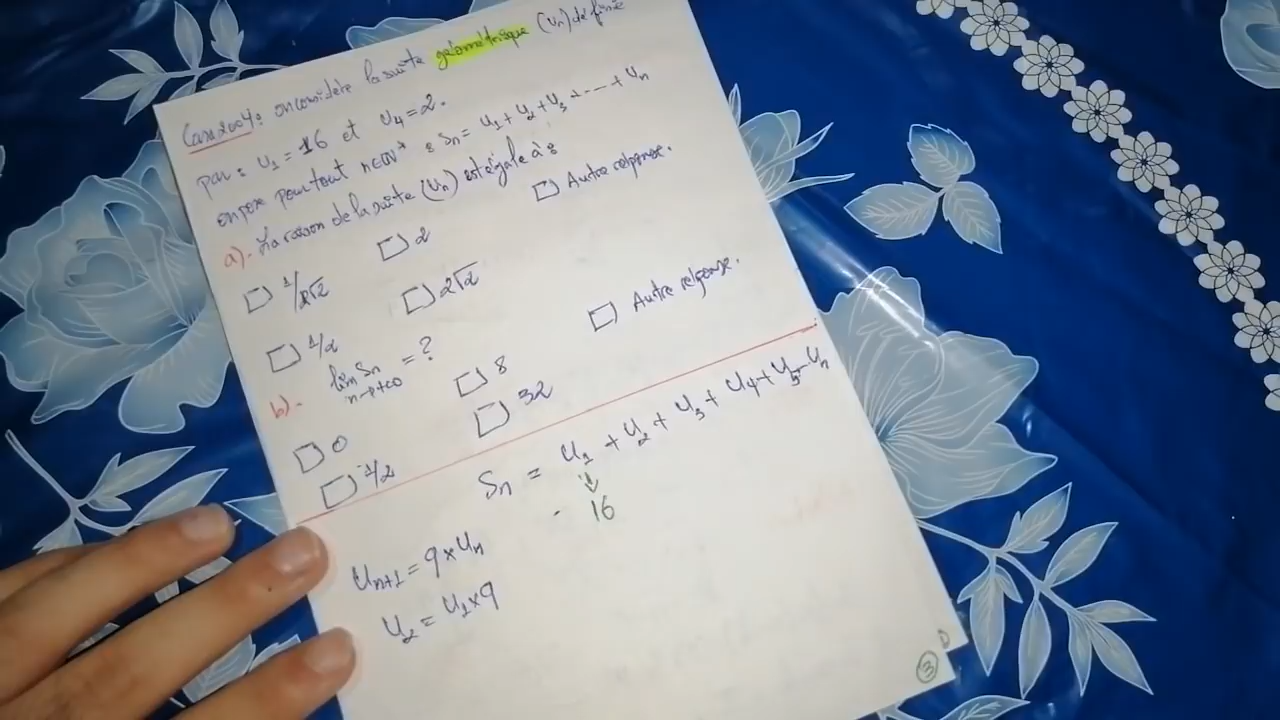 Casa 2004: on considère la suite géométrique (Un) définie
par: U1 = 16 et U4 = 2.
on pose pour tout n∈ℕ* : Sn = U1 + U2 + U3 + ---- + Un
a)- La raison de la suite (Un) est égale à:
□ 1/2√2 □ 2 □ Autre réponse.
□ 1/2 □ 2√2
b)- lim Sn = ?
n→+∞
□ 0 □ 8 □ Autre réponse.
□ 1/2 □ 32
Sn = U1 + U2 + U3 + U4 + U5 -- Un
16
Un+1 = q × Un
U2 = U1 × q
3